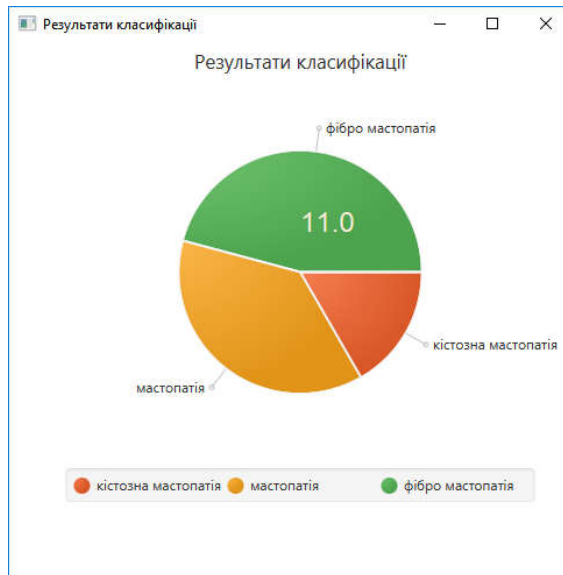 Результати класифікації
Результати класифікації
фібро мастопатія
11.0
кістозна мастопатія
мастопатія
кістозна мастопатія мастопатія фібро мастопатія